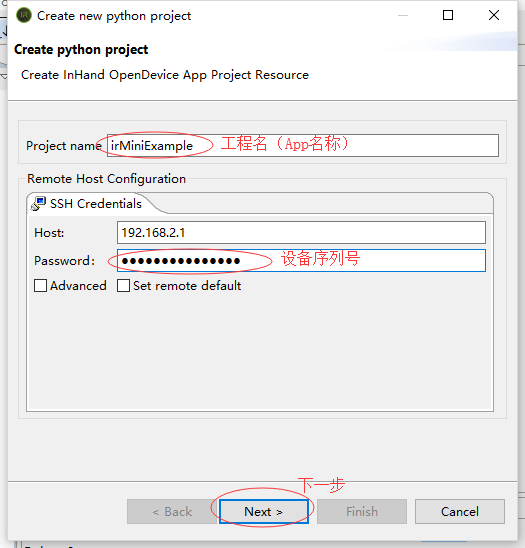 Create new python project
Create python project
Create InHand OpenDevice App Project Resource
Project name irMiniExample 工程名（App名称）
Remote Host Configuration
SSH Credentials
Host: 192.168.2.1
Password: ●●●●●●●●●●●●●●● 设备序列号
Advanced Set remote default
下一步
< Back Next > Finish Cancel